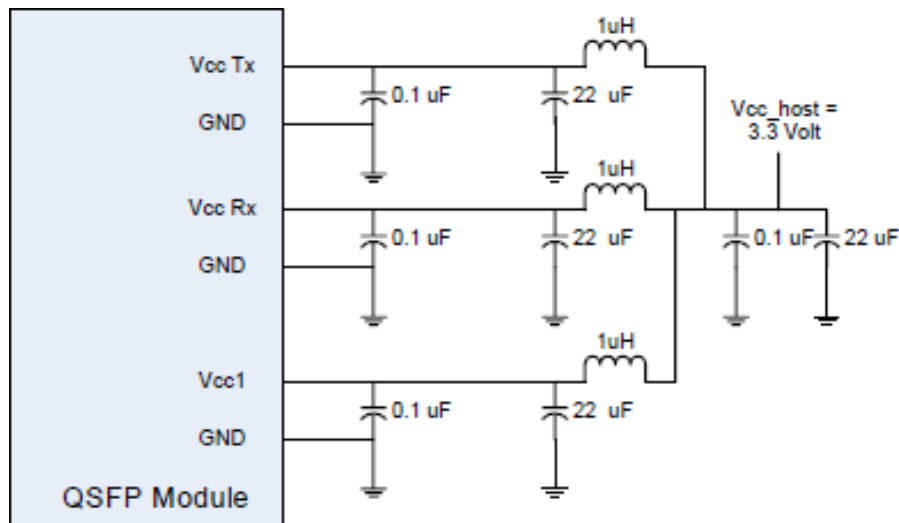 1uH
Vcc Tx
0.1 uF
22 uF
GND
Vcc_host =
3.3 Volt
1uH
Vcc Rx
0.1 uF
22 uF
0.1 uF
22 uF
GND
1uH
Vcc1
0.1 uF
22 uF
GND
QSFP Module